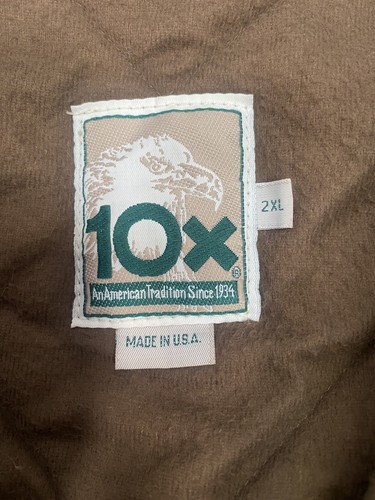 10X®
2XL
An American Tradition Since 1934
MADE IN U.S.A.